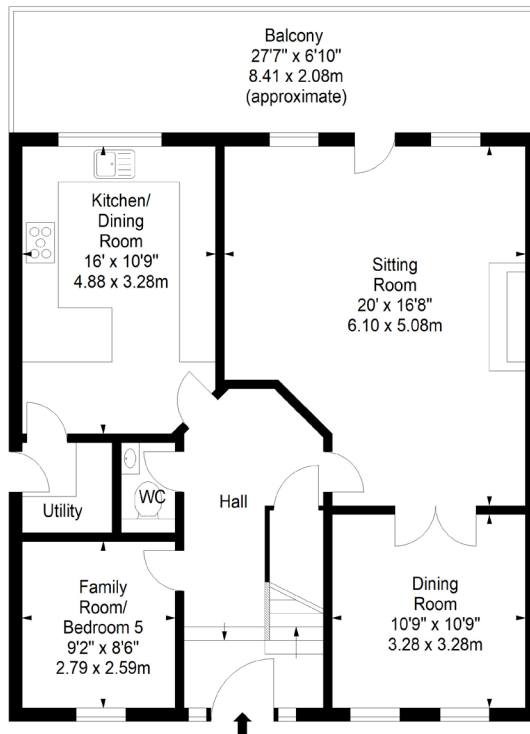 Balcony
27'7" x 6'10"
8.41 x 2.08m
(approximate)
Kitchen/
Dining
Room
16' x 10'9"
4.88 x 3.28m
Sitting
Room
20' x 16'8"
6.10 x 5.08m
Utility
WC
Hall
Family
Room/
Bedroom 5
9'2" x 8'6"
2.79 x 2.59m
Dining
Room
10'9" x 10'9"
3.28 x 3.28m